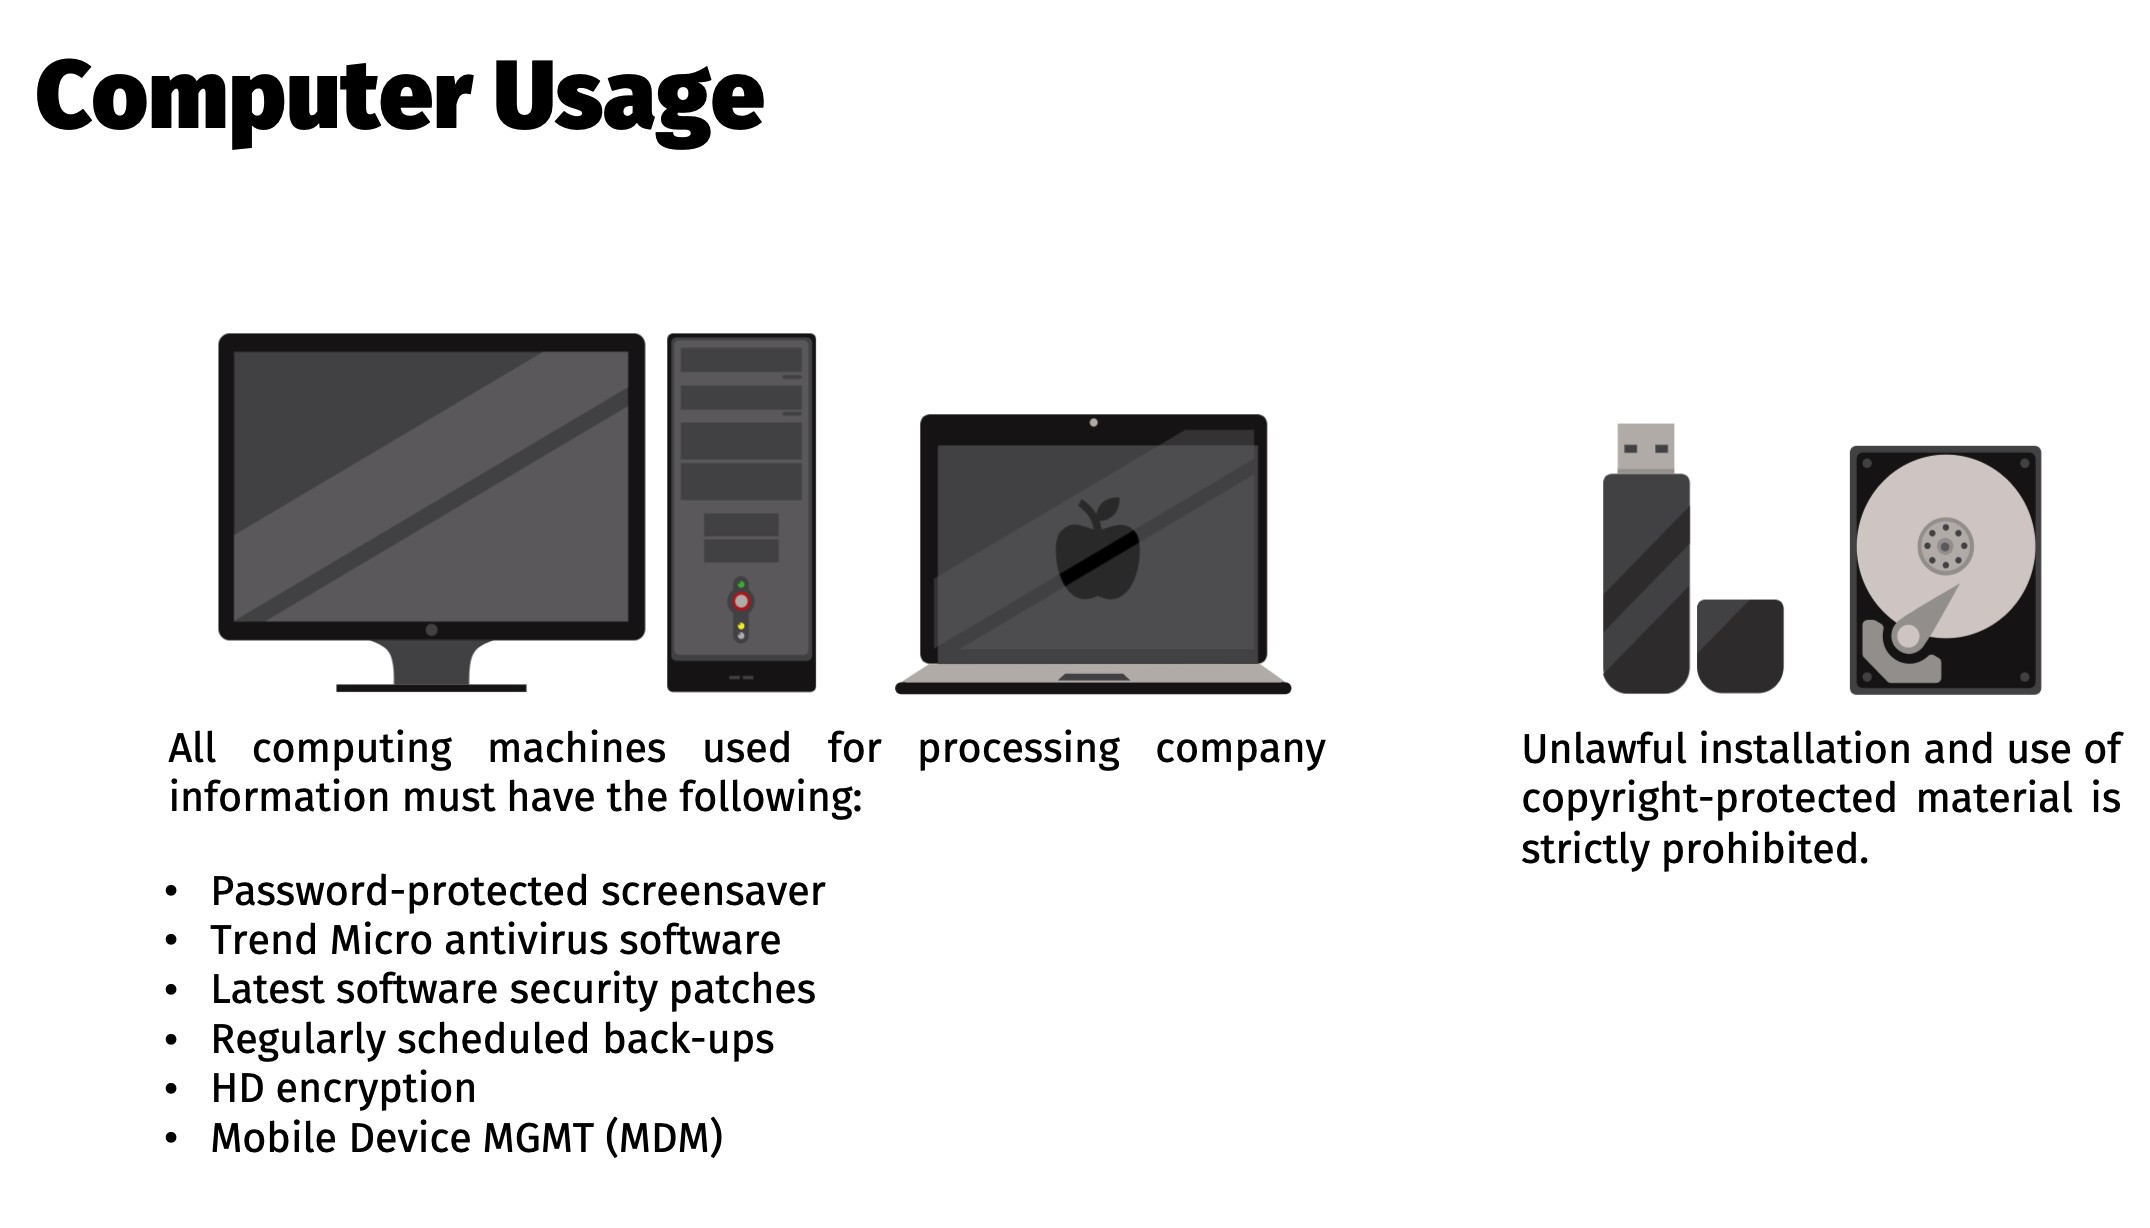 Computer Usage
All computing machines used for processing company
information must have the following:
• Password-protected screensaver
• Trend Micro antivirus software
• Latest software security patches
• Regularly scheduled back-ups
• HD encryption
• Mobile Device MGMT (MDM)
Unlawful installation and use of
copyright-protected material is
strictly prohibited.